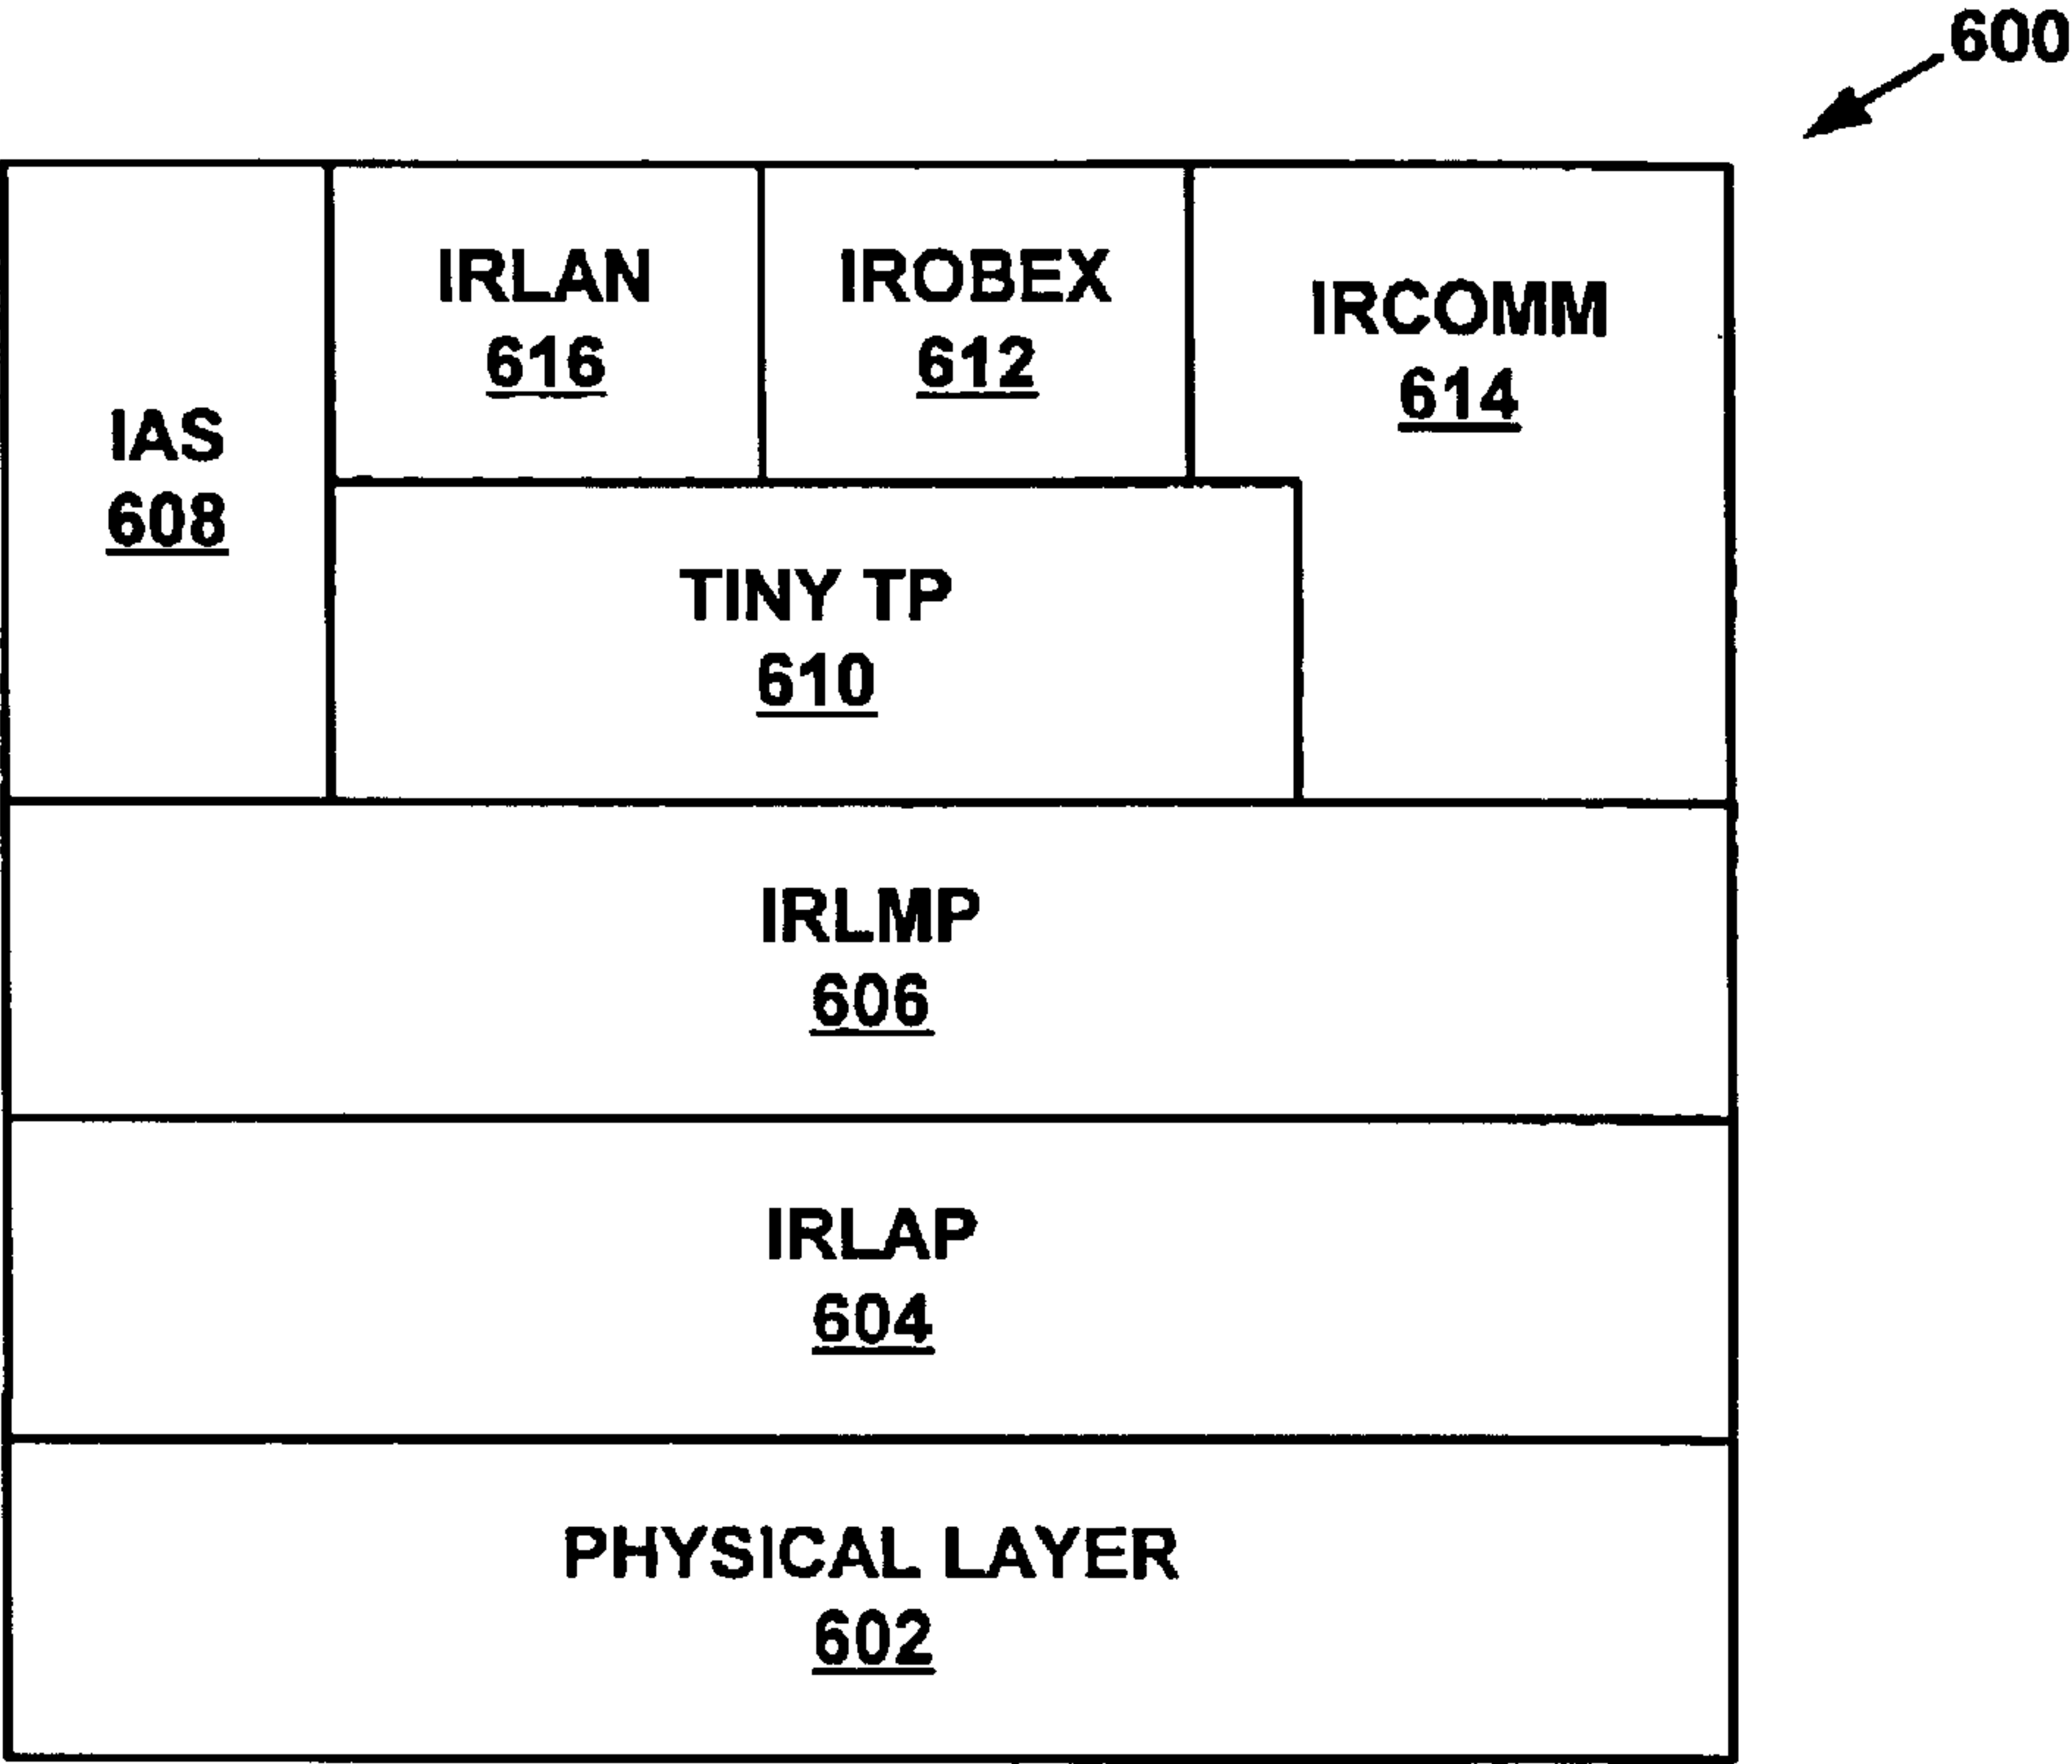 600
IRLAN
616
IROBEX
612
IRCOMM
614
IAS
608
TINY TP
610
IRLMP
606
IRLAP
604
PHYSICAL LAYER
602